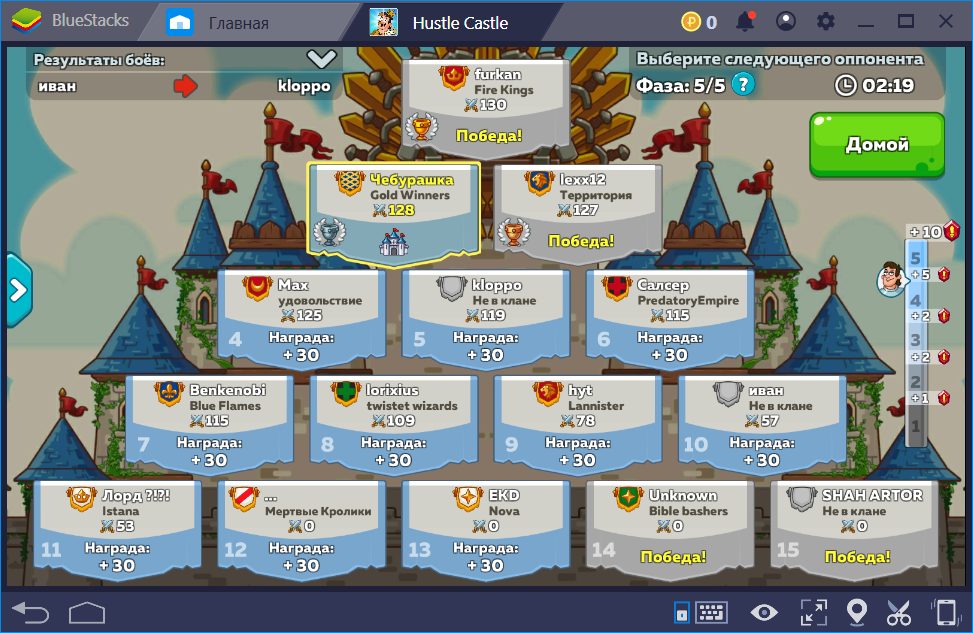 BlueStacks
Главная
Hustle Castle
0
Результаты боёв:
иван
kloppo
Выберите следующего оппонента
Фаза: 5/5 ?
02:19
Домой
furkan
Fire Kings
130
Победа!
Чебурашка
Gold Winners
128
lexx12
Территория
127
Победа!
Max
удовольствие
125
4
Награда:
+ 30
kloppo
Не в клане
119
5
Награда:
+ 30
Салсер
PredatoryEmpire
115
6
Награда:
+ 30
Benkenobi
Blue Flames
115
7
Награда:
+ 30
lorixius
twistet wizards
109
8
Награда:
+ 30
hyt
Lannister
78
9
Награда:
+ 30
иван
Не в клане
57
10
Награда:
+ 30
Лорд ?!?!
Istana
53
11
Награда:
+ 30
...
Мертвые Кролики
0
12
Награда:
+ 30
EKD
Nova
0
13
Награда:
+ 30
Unknown
Bible bashers
0
14
Победа!
SHAH ARTOR
Не в клане
0
15
Победа!
+ 10
5
+ 5
4
+ 2
3
+ 2
2
+ 1
1